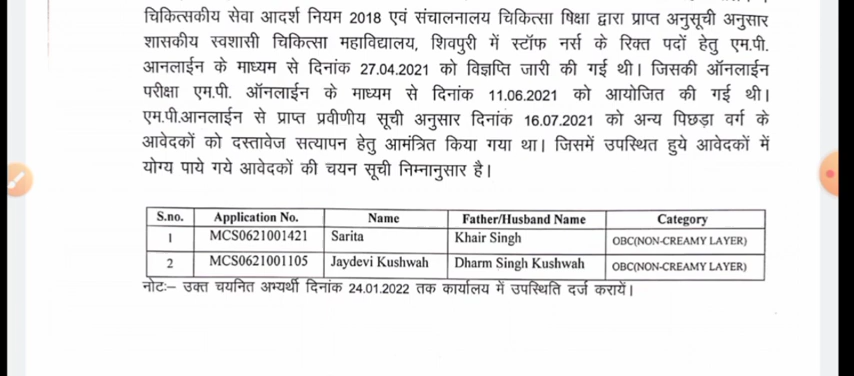 चिकित्सकीय सेवा आदर्श नियम 2018 एवं संचालनालय चिकित्सा षिक्षा द्वारा प्राप्त अनुसूची अनुसार
शासकीय स्वशासी चिकित्सा महाविद्यालय, शिवपुरी में स्टॉफ नर्स के रिक्त पदों हेतु एम.पी.
आनलाईन के माध्यम से दिनांक 27.04.2021 को विज्ञप्ति जारी की गई थी। जिसकी ऑनलाईन
परीक्षा एम.पी. ऑनलाईन के माध्यम से दिनांक 11.06.2021 को आयोजित की गई थी।
एम.पी.आनलाईन से प्राप्त प्रवीणीय सूची अनुसार दिनांक 16.07.2021 को अन्य पिछड़ा वर्ग के
आवेदकों को दस्तावेज सत्यापन हेतु आमंत्रित किया गया था। जिसमें उपस्थित हुये आवेदकों में
योग्य पाये गये आवेदकों की चयन सूची निम्नानुसार है।
S.no. Application No. Name Father/Husband Name Category
1 MCS0621001421 Sarita Khair Singh OBC(NON-CREAMY LAYER)
2 MCS0621001105 Jaydevi Kushwah Dharm Singh Kushwah OBC(NON-CREAMY LAYER)
नोटः– उक्त चयनित अभ्यर्थी दिनांक 24.01.2022 तक कार्यालय में उपस्थिति दर्ज करायें।